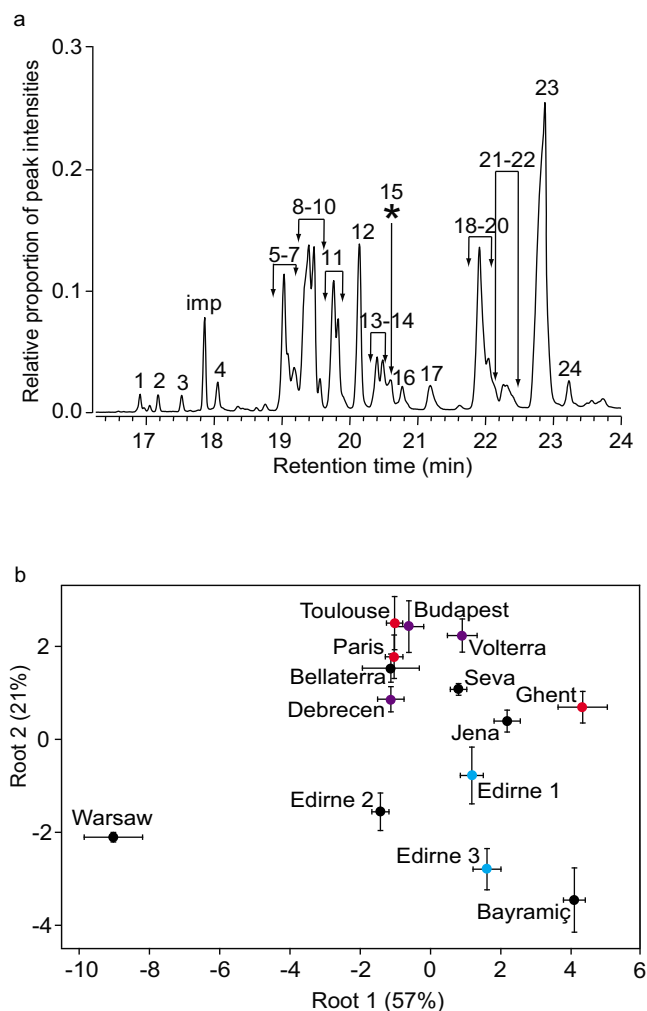 a
0.3
0.2
0.1
0.0
Relative proportion of peak intensities
1
2
3
imp
4
5-7
8-10
11
12
13-14
15
*
16
17
18-20
21-22
23
24
17
18
19
20
21
22
23
24
Retention time (min)
b
2
0
-2
-4
Root 2 (21%)
Toulouse
Budapest
Paris
Volterra
Bellaterra
Seva
Debrecen
Ghent
Jena
Edirne 1
Edirne 2
Warsaw
Edirne 3
Bayramiç
-10
-8
-6
-4
-2
0
2
4
6
Root 1 (57%)